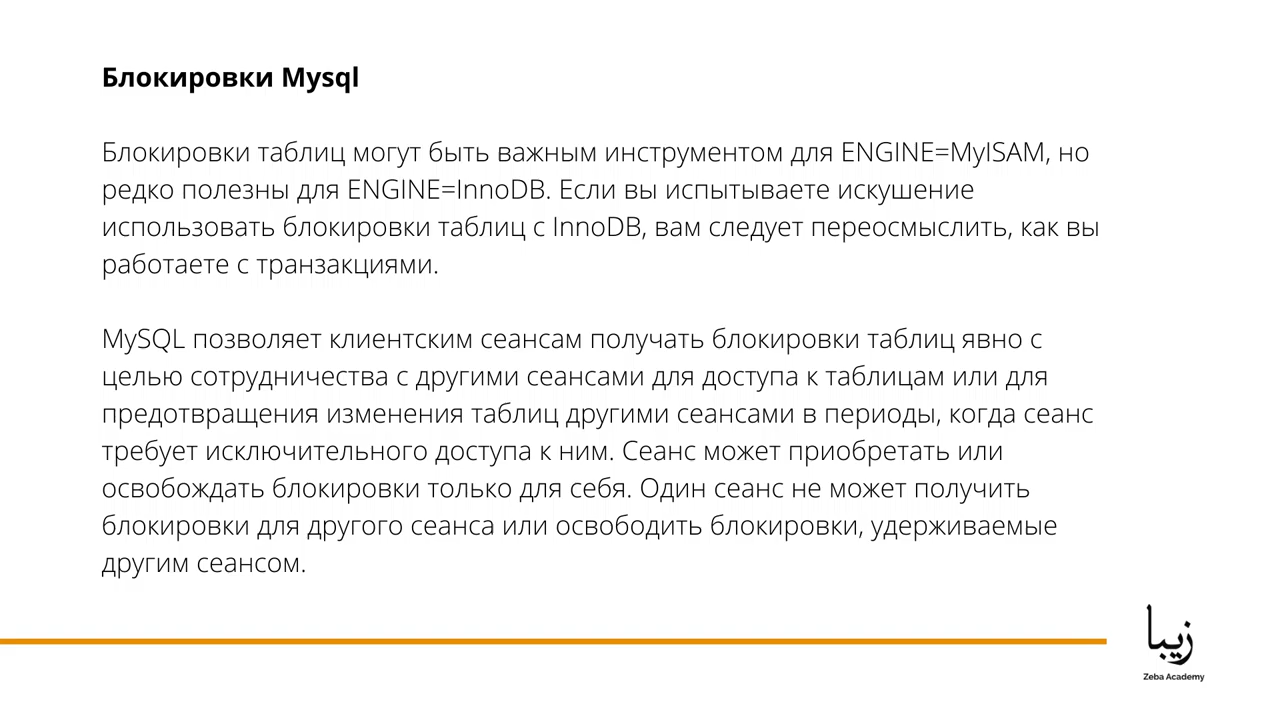 Блокировки Mysql
Блокировки таблиц могут быть важным инструментом для ENGINE=MyISAM, но
редко полезны для ENGINE=InnoDB. Если вы испытываете искушение
использовать блокировки таблиц с InnoDB, вам следует переосмыслить, как вы
работаете с транзакциями.
MySQL позволяет клиентским сеансам получать блокировки таблиц явно с
целью сотрудничества с другими сеансами для доступа к таблицам или для
предотвращения изменения таблиц другими сеансами в периоды, когда сеанс
требует исключительного доступа к ним. Сеанс может приобретать или
освобождать блокировки только для себя. Один сеанс не может получить
блокировки для другого сеанса или освободить блокировки, удерживаемые
другим сеансом.
زيبا
Zeba Academy